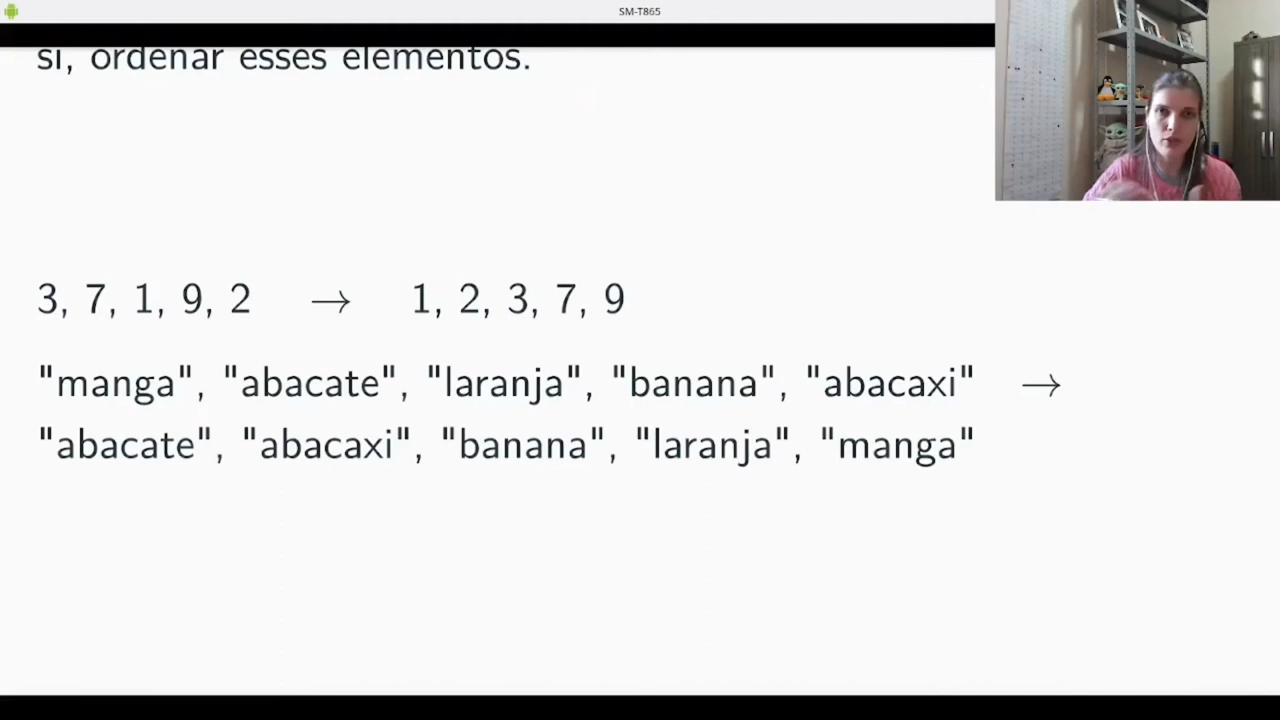 SM-T865
si, ordenar esses elementos.
3, 7, 1, 9, 2 → 1, 2, 3, 7, 9
"manga", "abacate", "laranja", "banana", "abacaxi" →
"abacate", "abacaxi", "banana", "laranja", "manga"